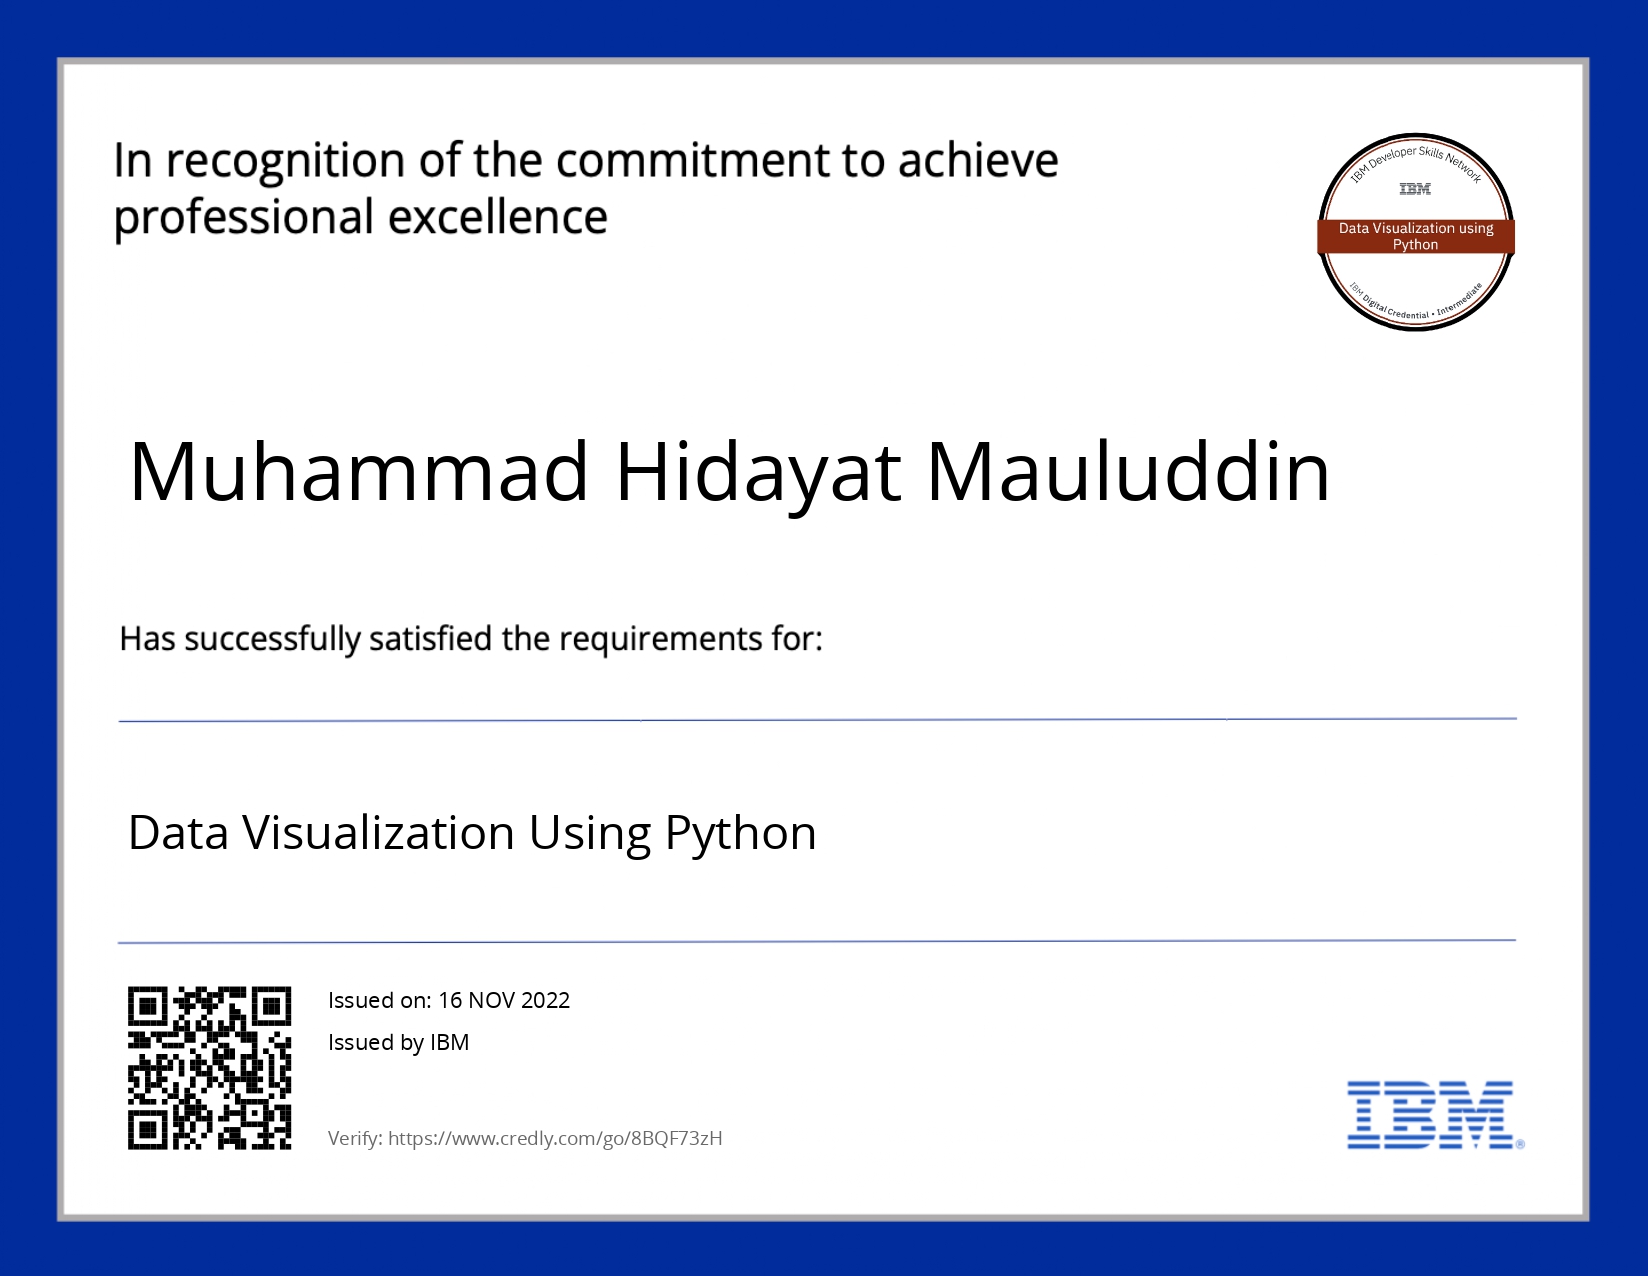 In recognition of the commitment to achieve
professional excellence
IBM Developer Skills Network
IBM
Data Visualization using
Python
IBM Digital Credential • Intermediate
Muhammad Hidayat Mauluddin
Has successfully satisfied the requirements for:
Data Visualization Using Python
Issued on: 16 NOV 2022
Issued by IBM
Verify: https://www.credly.com/go/8BQF73zH
IBM®